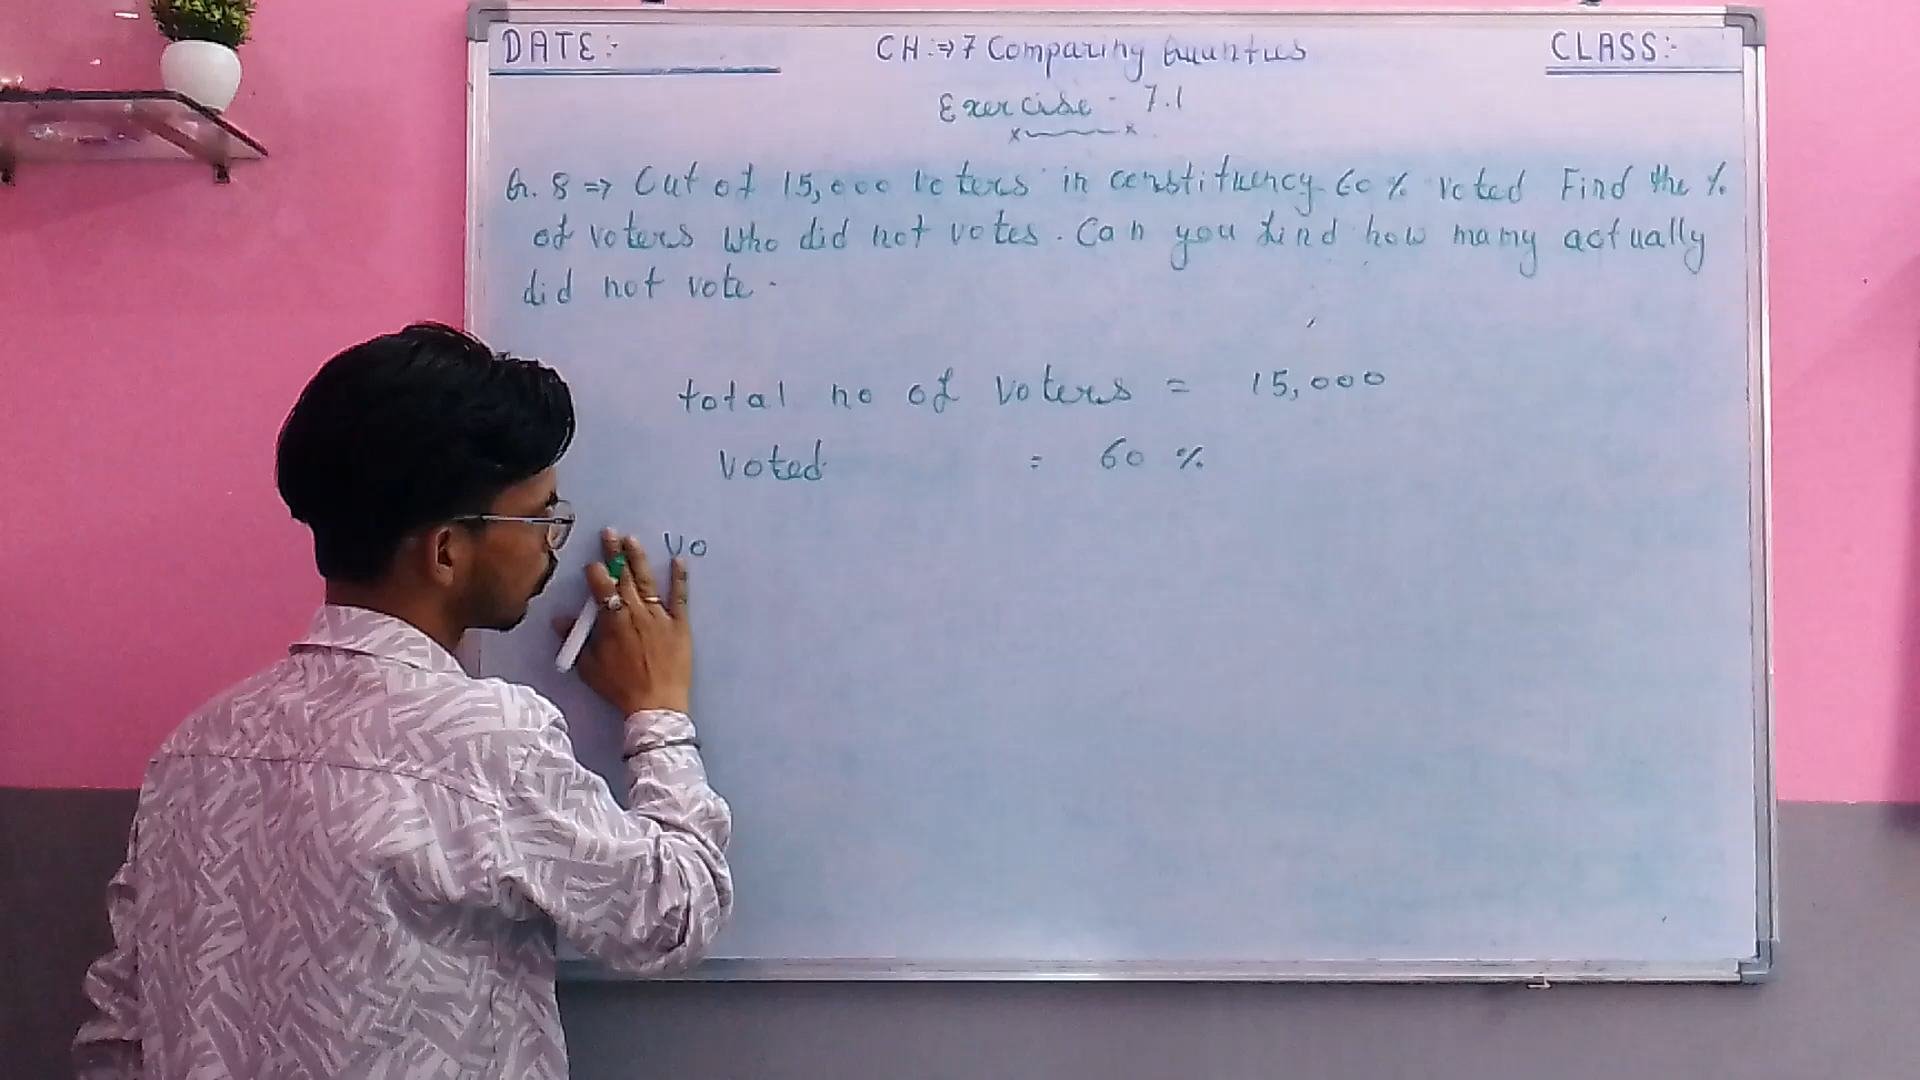 DATE:-
CH:⇒7 Comparing Quantities
CLASS:-
Exercise - 7.1
Q. 8 ⇒ Out of 15,000 voters in constituency 60 % voted Find the %
of voters who did not votes. Can you find how many actually
did not vote.
total no of voters = 15,000
voted = 60 %
Vo